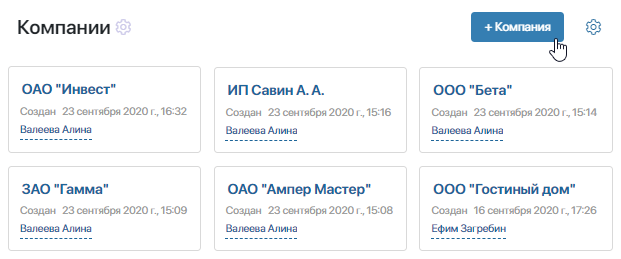 Компании
+ Компания
ОАО "Инвест"
Создан 23 сентября 2020 г., 16:32
Валеева Алина
ИП Савин А. А.
Создан 23 сентября 2020 г., 15:16
Валеева Алина
ООО "Бета"
Создан 23 сентября 2020 г., 15:14
Валеева Алина
ЗАО "Гамма"
Создан 23 сентября 2020 г., 15:09
Валеева Алина
ОАО "Ампер Мастер"
Создан 23 сентября 2020 г., 15:08
Валеева Алина
ООО "Гостиный дом"
Создан 16 сентября 2020 г., 17:26
Ефим Загребин